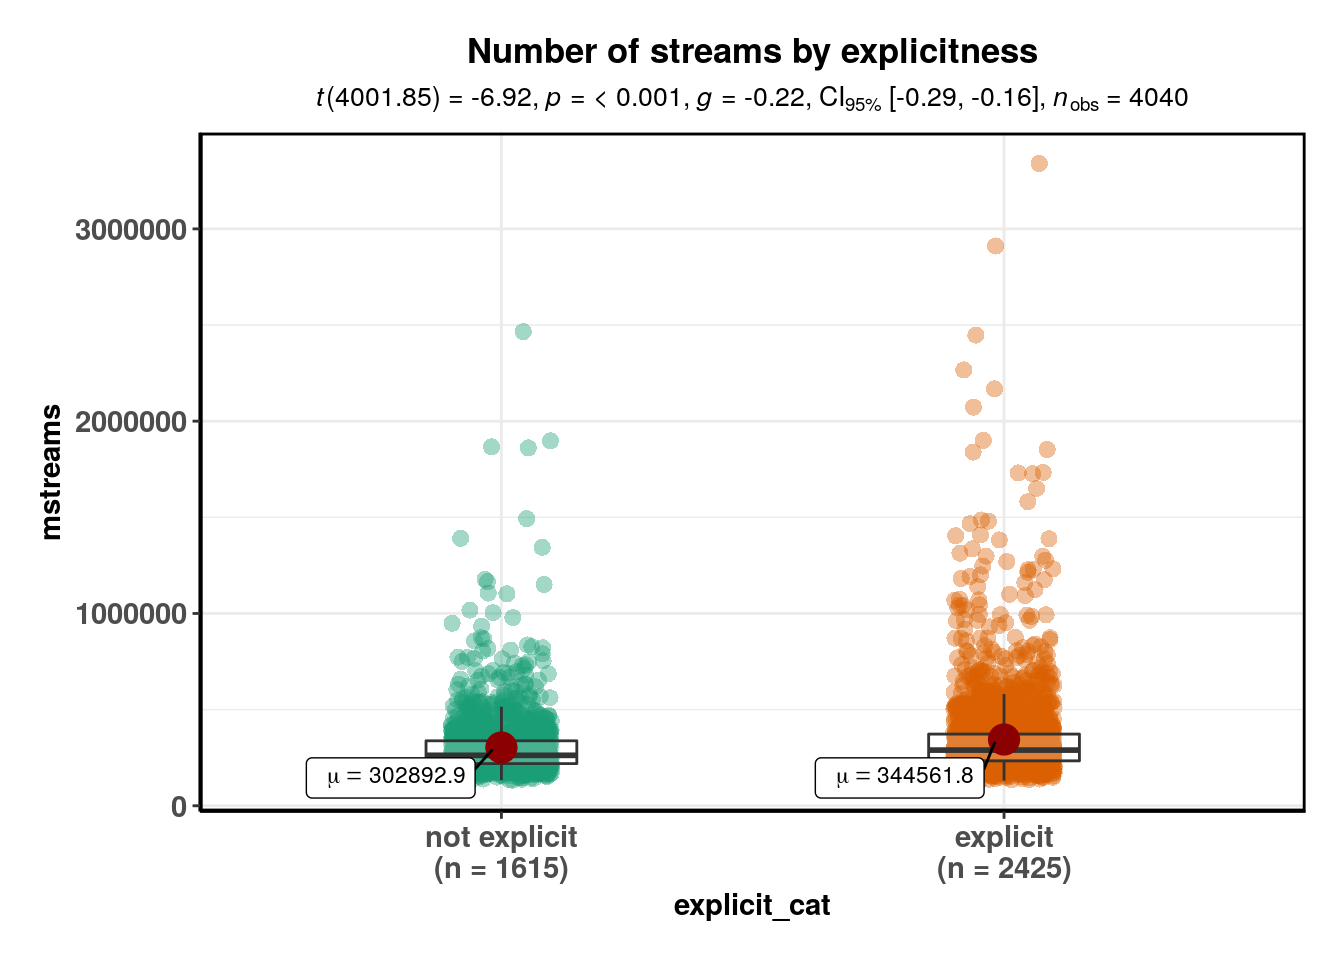 Number of streams by explicitness
t(4001.85) = -6.92, p = < 0.001, g = -0.22, CI95% [-0.29, -0.16], nobs = 4040
3000000
2000000
1000000
0
mstreams
μ = 302892.9
μ = 344561.8
not explicit
(n = 1615)
explicit
(n = 2425)
explicit_cat